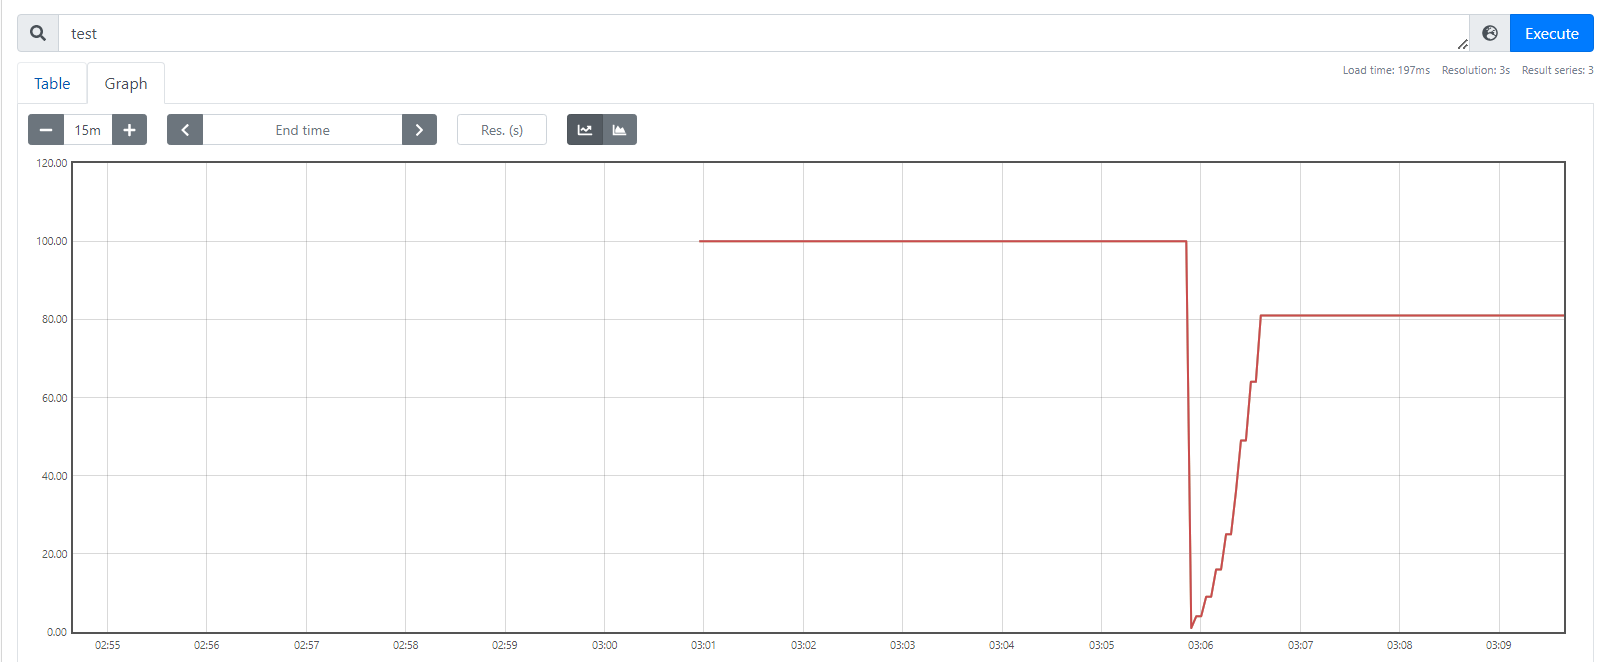 test
Execute
Load time: 197ms Resolution: 3s Result series: 3
Table Graph
15m End time Res. (s)
120.00
100.00
80.00
60.00
40.00
20.00
0.00
02:55 02:56 02:57 02:58 02:59 03:00 03:01 03:02 03:03 03:04 03:05 03:06 03:07 03:08 03:09